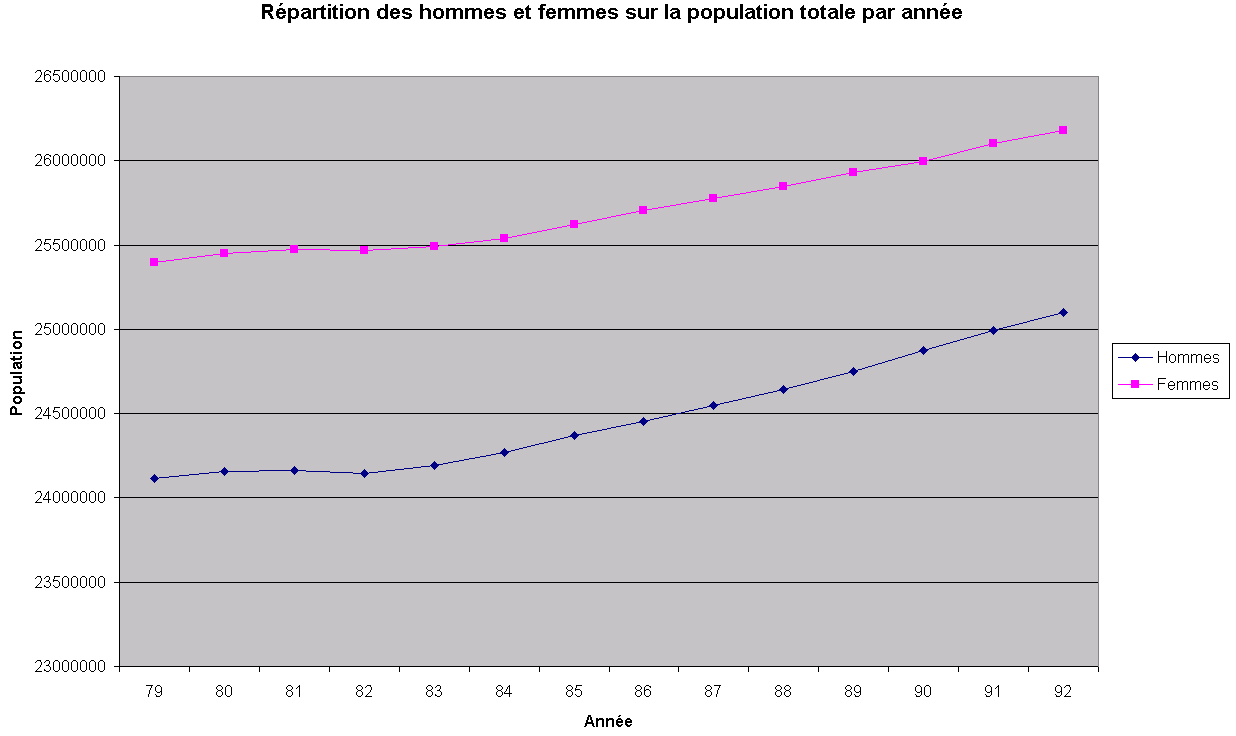 Répartition des hommes et femmes sur la population totale par année
26500000
26000000
25500000
25000000
24500000
24000000
23500000
23000000
Population
79 80 81 82 83 84 85 86 87 88 89 90 91 92
Année
Hommes
Femmes